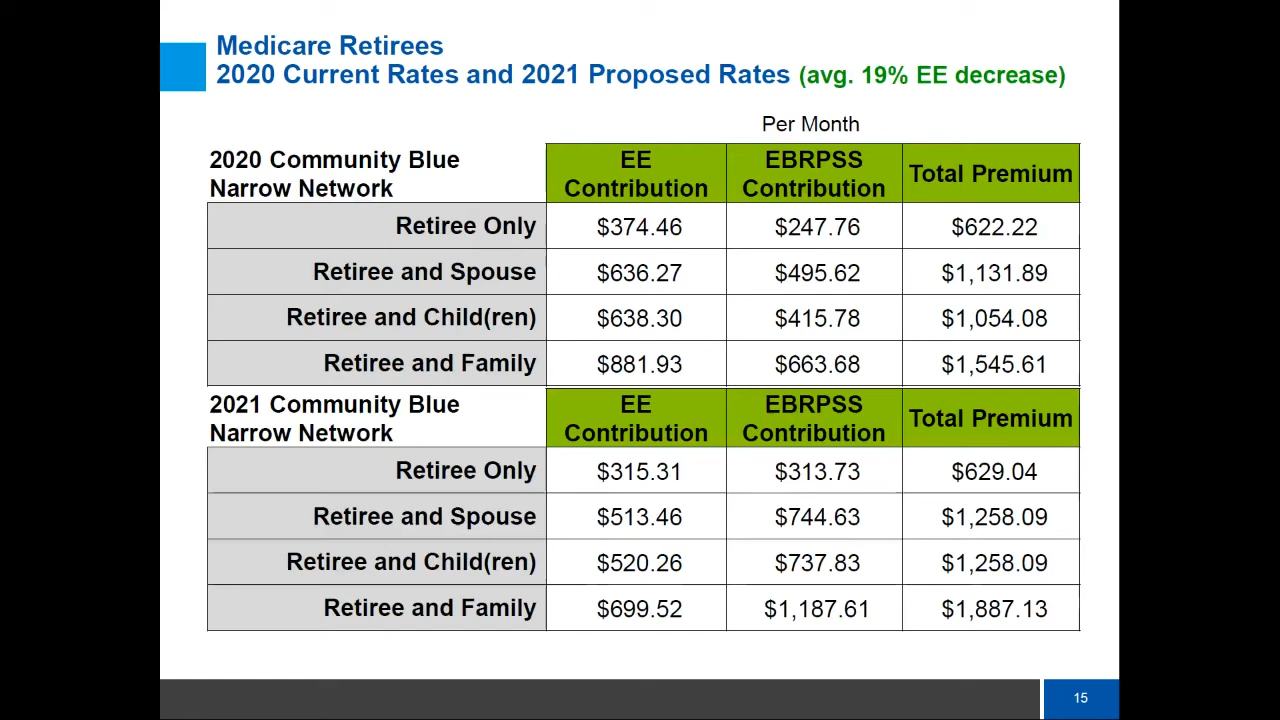 Medicare Retirees
2020 Current Rates and 2021 Proposed Rates (avg. 19% EE decrease)
Per Month
2020 Community Blue
Narrow Network
EE
Contribution
EBRPSS
Contribution
Total Premium
Retiree Only $374.46 $247.76 $622.22
Retiree and Spouse $636.27 $495.62 $1,131.89
Retiree and Child(ren) $638.30 $415.78 $1,054.08
Retiree and Family $881.93 $663.68 $1,545.61
2021 Community Blue
Narrow Network
EE
Contribution
EBRPSS
Contribution
Total Premium
Retiree Only $315.31 $313.73 $629.04
Retiree and Spouse $513.46 $744.63 $1,258.09
Retiree and Child(ren) $520.26 $737.83 $1,258.09
Retiree and Family $699.52 $1,187.61 $1,887.13
15